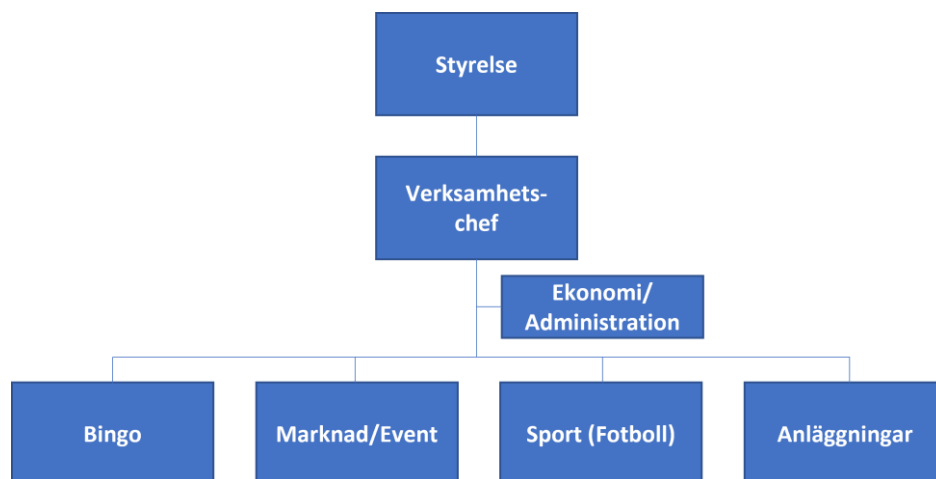 Styrelse
Verksamhets-
chef
Ekonomi/
Administration
Bingo
Marknad/Event
Sport (Fotboll)
Anläggningar